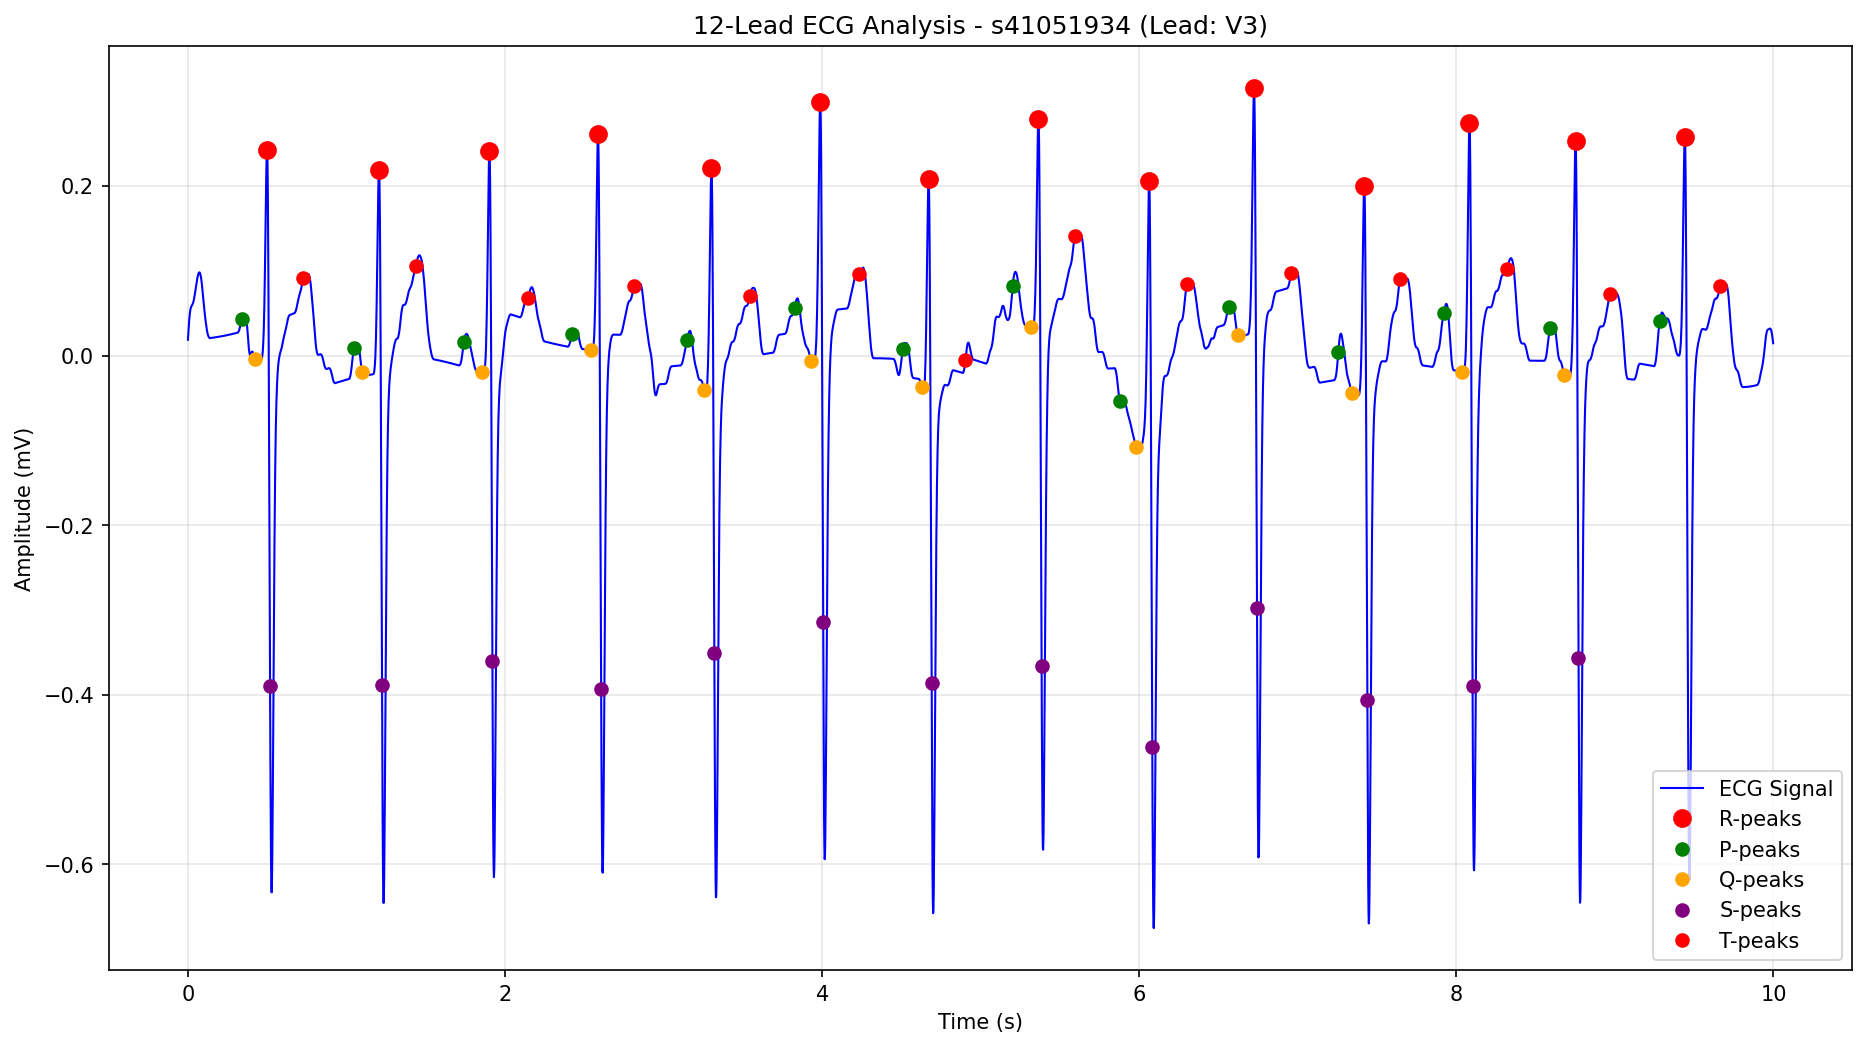 12-Lead ECG Analysis - s41051934 (Lead: V3)
Amplitude (mV)
0.2
0.0
−0.2
−0.4
−0.6
0 2 4 6 8 10
Time (s)
ECG Signal
R-peaks
P-peaks
Q-peaks
S-peaks
T-peaks